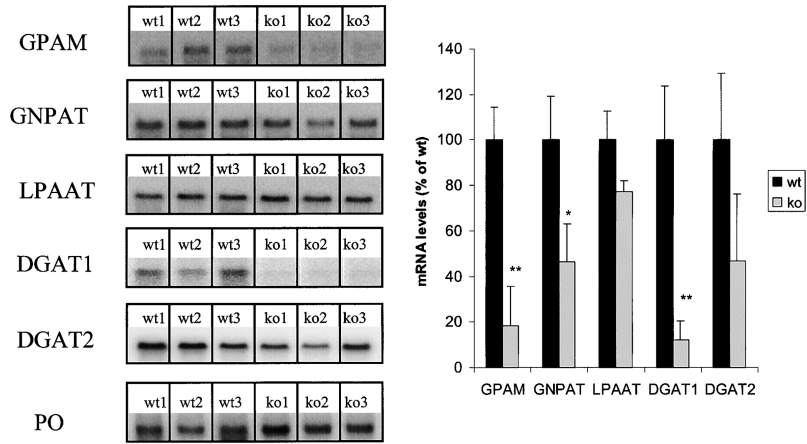 GPAM
wt1 wt2 wt3 ko1 ko2 ko3
GNPAT
wt1 wt2 wt3 ko1 ko2 ko3
LPAAT
wt1 wt2 wt3 ko1 ko2 ko3
DGAT1
wt1 wt2 wt3 ko1 ko2 ko3
DGAT2
wt1 wt2 wt3 ko1 ko2 ko3
PO
wt1 wt2 wt3 ko1 ko2 ko3
mRNA levels (% of wt)
140
120
100
80
60
40
20
0
**
*
**
GPAM GNPAT LPAAT DGAT1 DGAT2
wt
ko